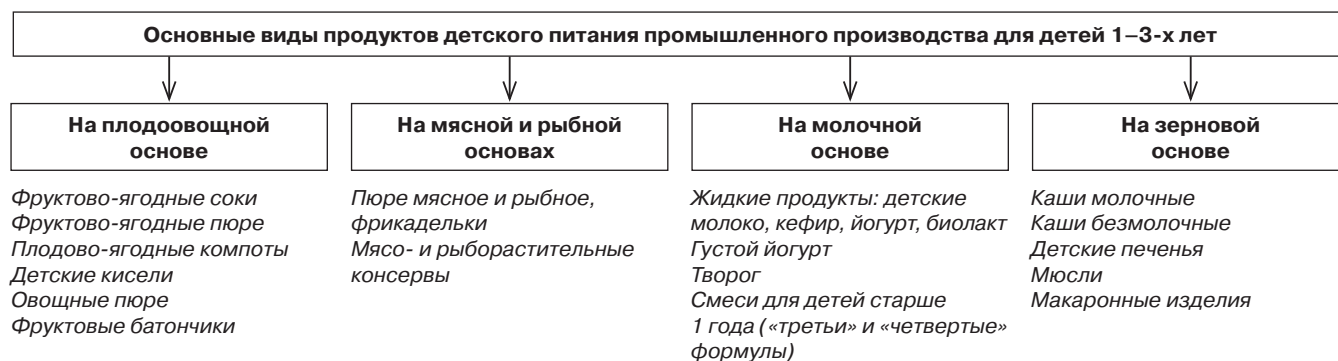 Основные виды продуктов детского питания промышленного производства для детей 1–3-х лет
На плодоовощной
основе
Фруктово-ягодные соки
Фруктово-ягодные пюре
Плодово-ягодные компоты
Детские кисели
Овощные пюре
Фруктовые батончики
На мясной и рыбной
основах
Пюре мясное и рыбное,
фрикадельки
Мясо- и рыборастительные
консервы
На молочной
основе
Жидкие продукты: детские
молоко, кефир, йогурт, биолакт
Густой йогурт
Творог
Смеси для детей старше
1 года («третьи» и «четвертые»
формулы)
На зерновой
основе
Каши молочные
Каши безмолочные
Детские печенья
Мюсли
Макаронные изделия